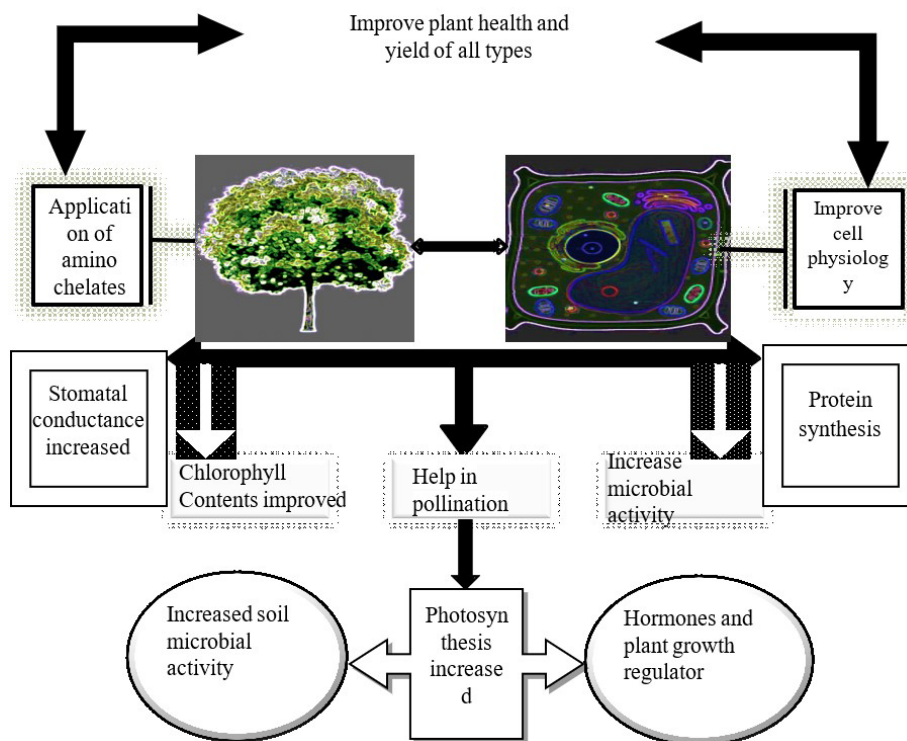 Improve plant health and
yield of all types
Applicati
on of
amino
chelates
Improve
cell
physiolog
y
Stomatal
conductance
increased
Protein
synthesis
Chlorophyll
Contents improved
Help in
pollination
Increase
microbial
activity
Increased soil
microbial
activity
Photosyn
thesis
increase
d
Hormones and
plant growth
regulator